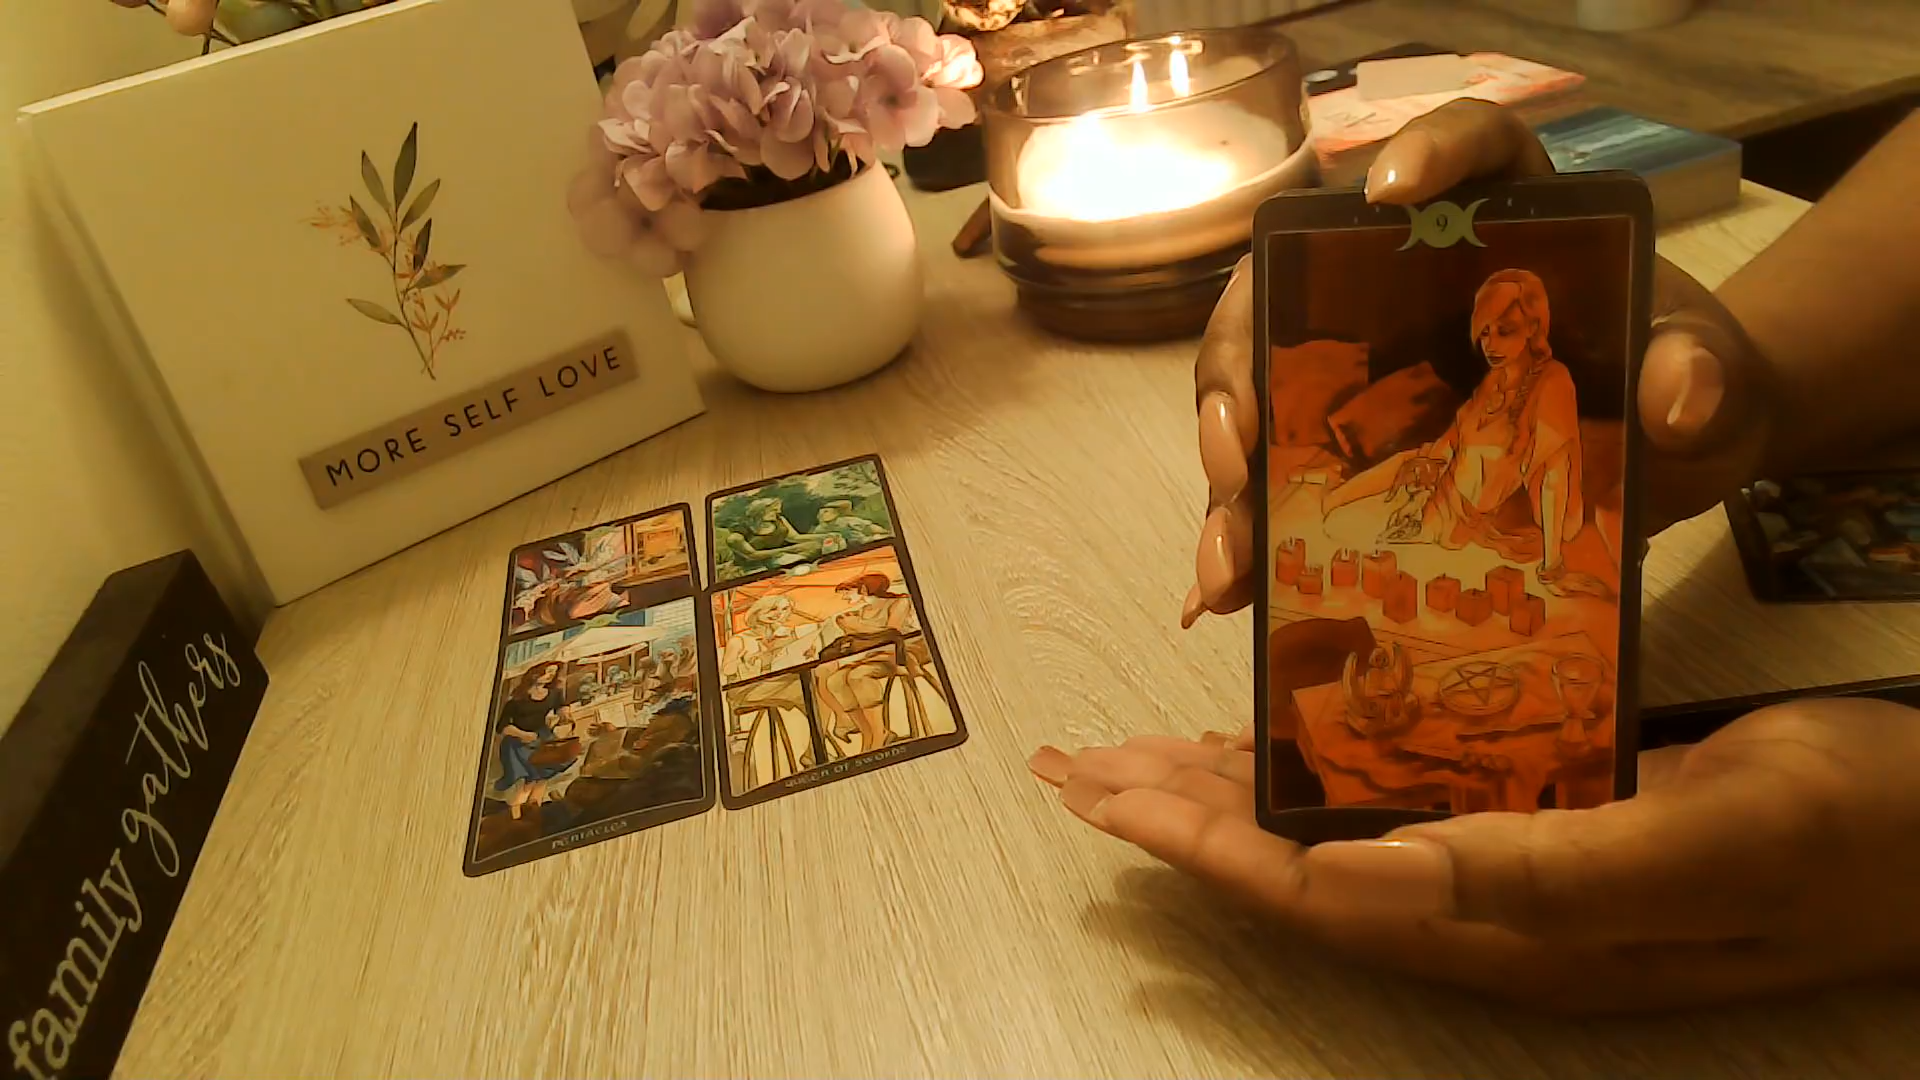 MORE SELF LOVE
family gathers
9
PENTACLES
QUEEN OF SWORDS